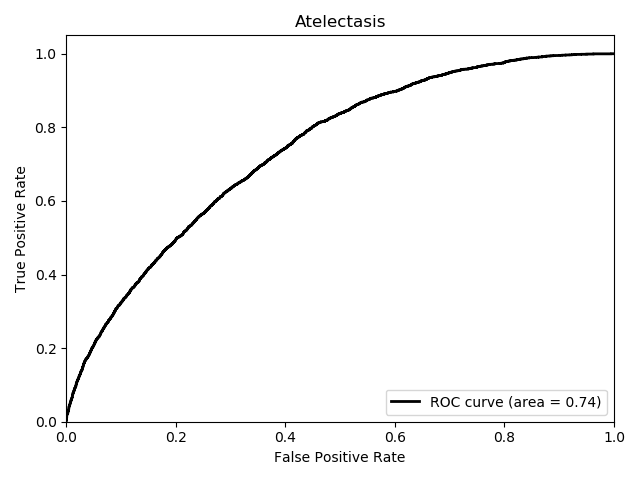 Atelectasis
1.0
0.8
0.6
0.4
0.2
0.0
True Positive Rate
ROC curve (area = 0.74)
0.0 0.2 0.4 0.6 0.8 1.0
False Positive Rate